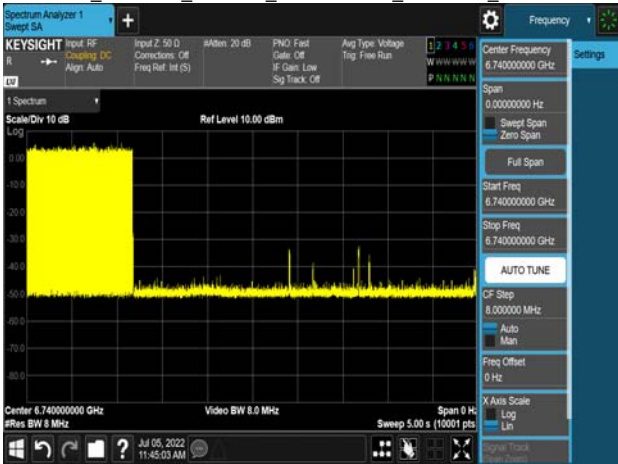 Spectrum Analyzer 1
Swept SA
+
Frequency
KEYSIGHT
R
LXI
Input: RF
Coupling: DC
Align: Auto
Input Z: 50 Ω
Corrections: Off
Freq Ref: Int (S)
#Atten: 20 dB
PNO: Fast
Gate: Off
IF Gain: Low
Sig Track: Off
Avg Type: Voltage
Trig: Free Run
1 2 3 4 5 6
W W W W W W
P N N N N N
1 Spectrum
Scale/Div 10 dB
Ref Level 10.00 dBm
Log
0.00
-10.0
-20.0
-30.0
-40.0
-50.0
-60.0
-70.0
-80.0
Center 6.740000000 GHz
Video BW 8.0 MHz
Span 0 Hz
#Res BW 8 MHz
Sweep 5.00 s (10001 pts)
?
Jul 05, 2022
11:45:03 AM
Center Frequency
6.740000000 GHz
Settings
Span
0.00000000 Hz
Swept Span
Zero Span
Full Span
Start Freq
6.740000000 GHz
Stop Freq
6.740000000 GHz
AUTO TUNE
CF Step
8.000000 MHz
Auto
Man
Freq Offset
0 Hz
X Axis Scale
Log
Lin
Signal Track
(Span Zoom)